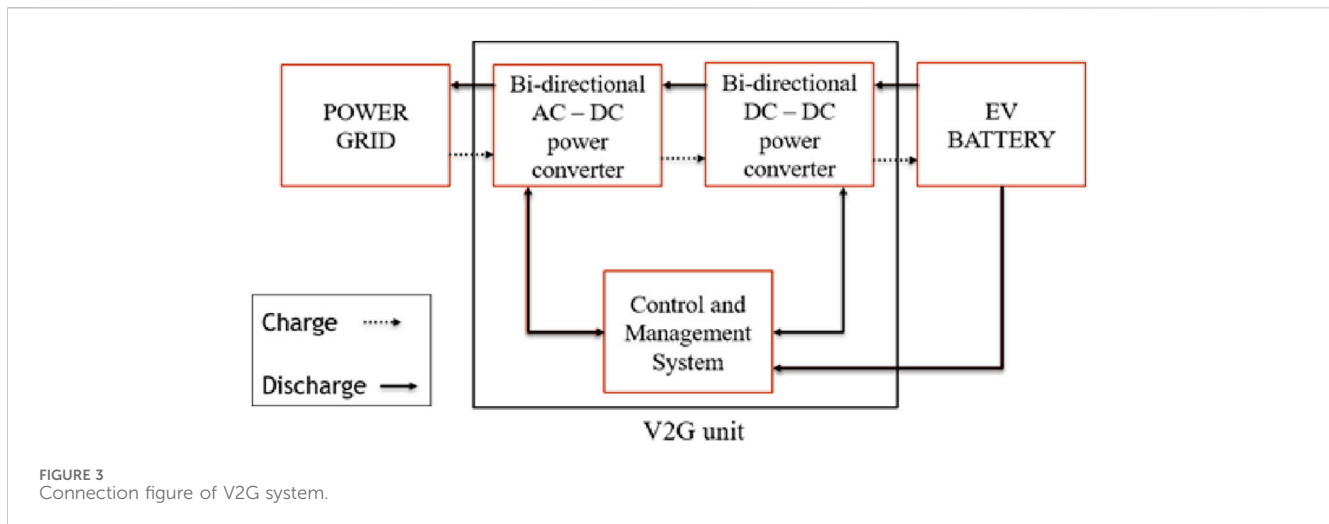 POWER
GRID
Bi-directional
AC – DC
power
converter
Bi-directional
DC – DC
power
converter
EV
BATTERY
Control and
Management
System
Charge
Discharge
V2G unit
FIGURE 3
Connection figure of V2G system.